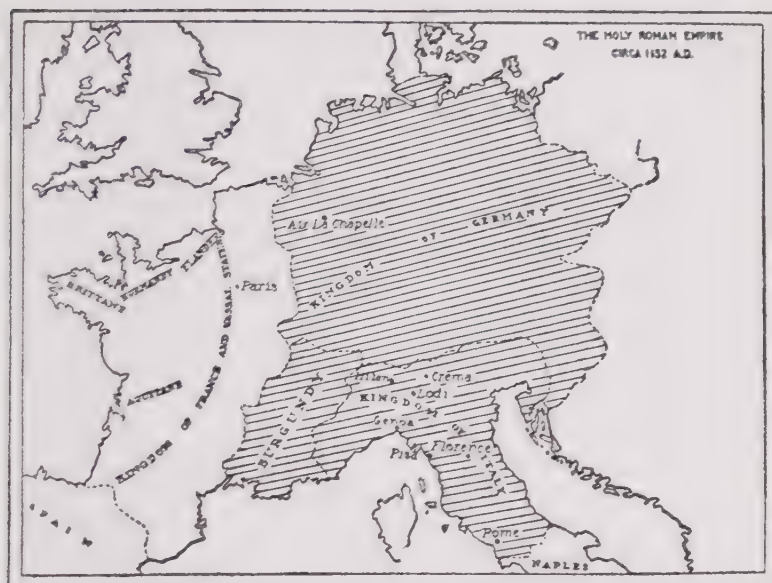 THE HOLY ROMAN EMPIRE
CIRCA 1152 A.D.
Aix La Chapelle
KINGDOM OF GERMANY
FLANDERS
NORMANDY
BRITTANY
Paris
KINGDOM OF FRANCE AND VASSAL STATES
AQUITAINE
BURGUNDY
Milan
Crema
Lodi
KINGDOM OF ITALY
Genoa
Pisa
Florence
Rome
NAPLES
SPAIN